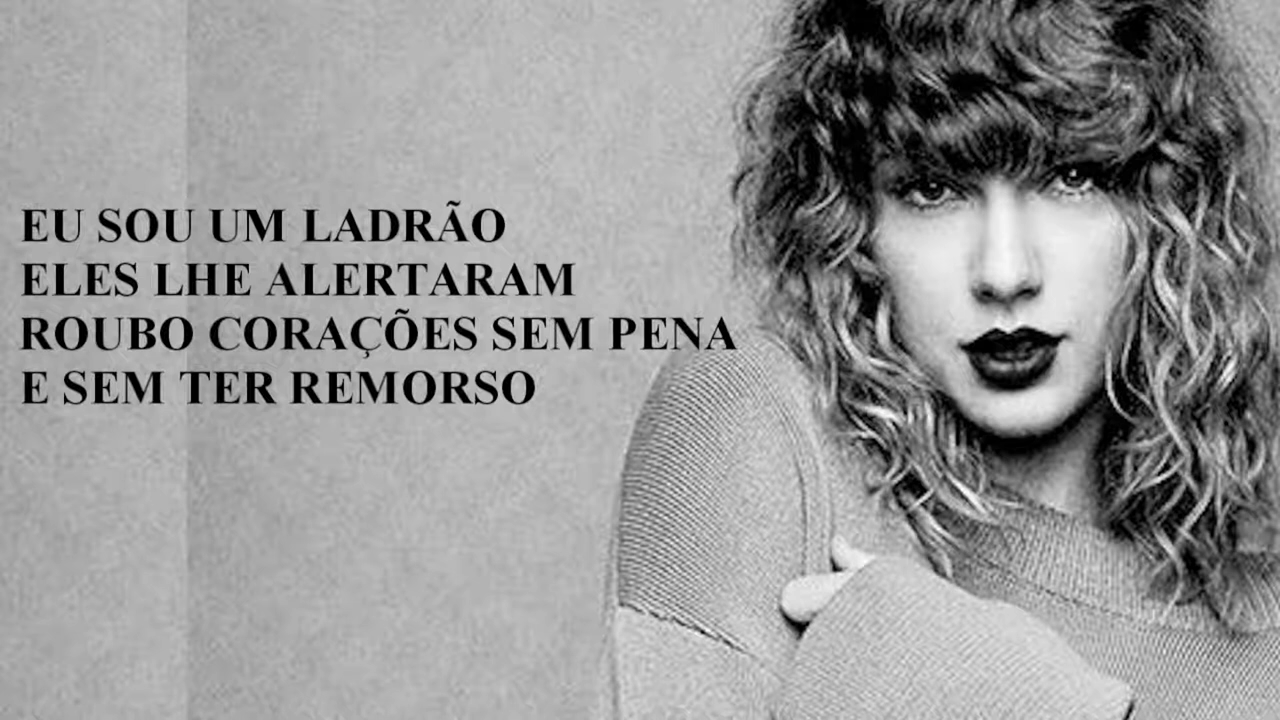 EU SOU UM LADRÃO
ELES LHE ALERTARAM
ROUBO CORAÇÕES SEM PENA
E SEM TER REMORSO